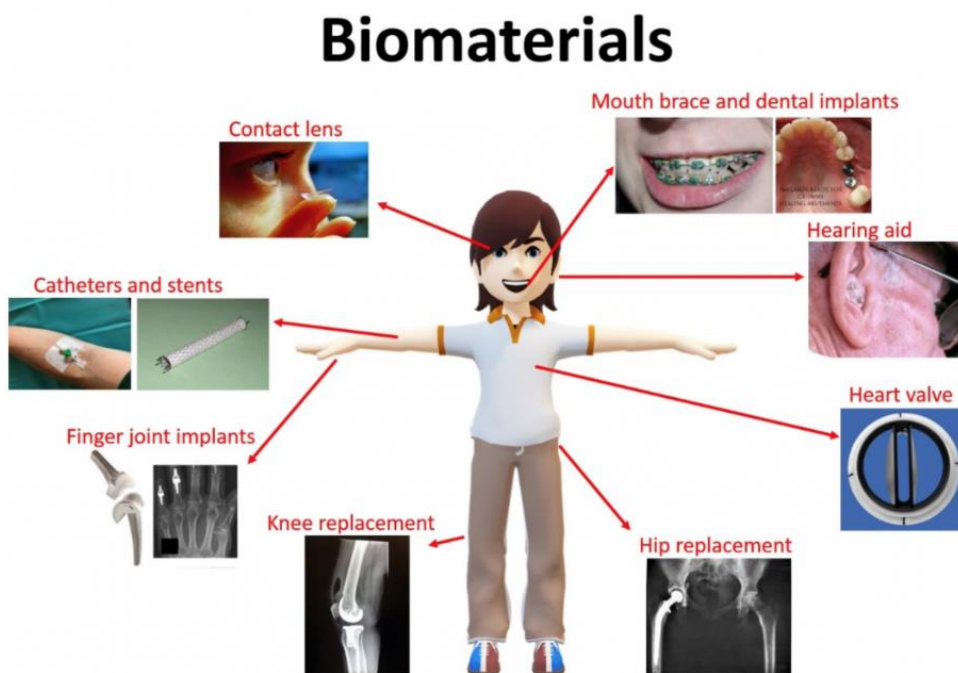 Biomaterials
Mouth brace and dental implants
Contact lens
Hearing aid
Catheters and stents
Heart valve
Finger joint implants
Knee replacement
Hip replacement